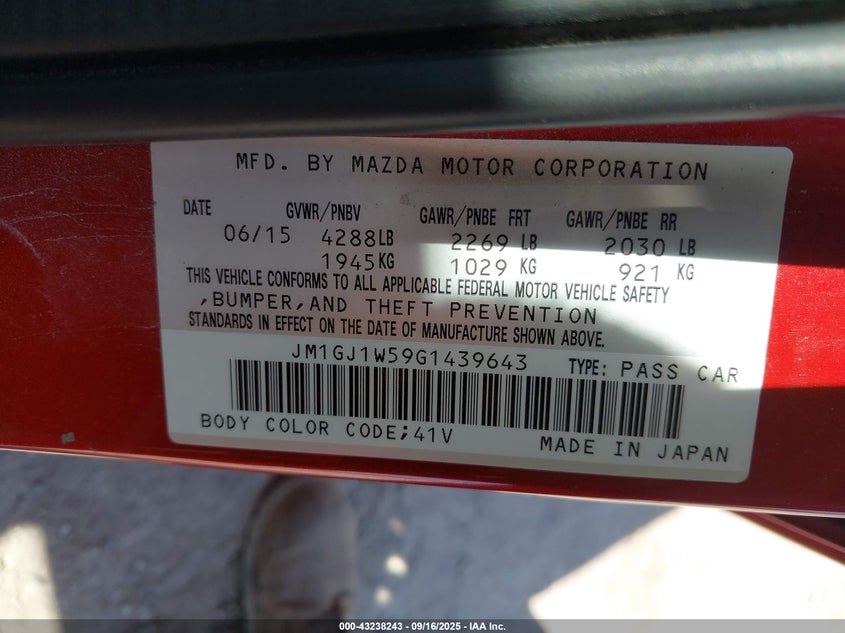 MFD. BY MAZDA MOTOR CORPORATION
DATE GVWR/PNBV GAWR/PNBE FRT GAWR/PNBE RR
06/15 4288LB 2269 LB 2030 LB
1945KG 1029 KG 921 KG
THIS VEHICLE CONFORMS TO ALL APPLICABLE FEDERAL MOTOR VEHICLE SAFETY
,BUMPER,AND THEFT PREVENTION
STANDARDS IN EFFECT ON THE DATE OF MANUFACTURE SHOWN ABOVE.
JM1GJ1W59G1439643 TYPE: PASS CAR
BODY COLOR CODE;41V MADE IN JAPAN
000-43238243 - 09/16/2025 - IAA Inc.